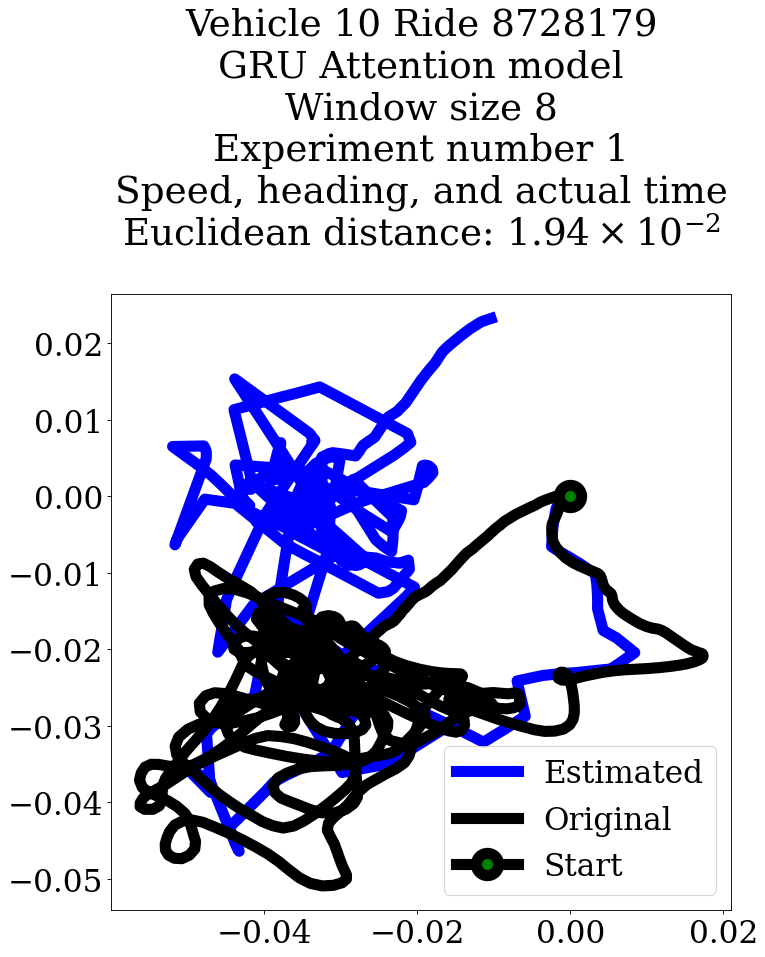 Vehicle 10 Ride 8728179
GRU Attention model
Window size 8
Experiment number 1
Speed, heading, and actual time
Euclidean distance: 1.94 × 10⁻²
0.02
0.01
0.00
−0.01
−0.02
−0.03
−0.04
−0.05
Estimated
Original
Start
−0.04
−0.02
0.00
0.02